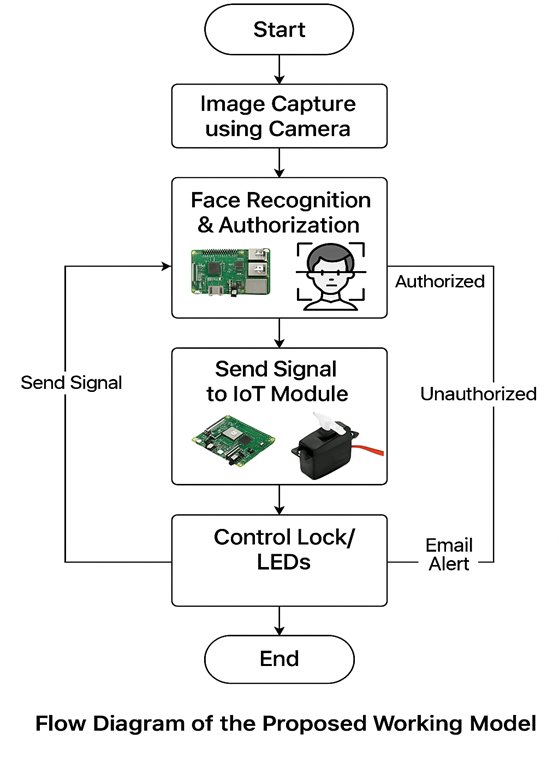 Start
Image Capture
using Camera
Face Recognition
& Authorization
Authorized
Send Signal
to IoT Module
Send Signal
Unauthorized
Control Lock/
LEDs
Email
Alert
End
Flow Diagram of the Proposed Working Model